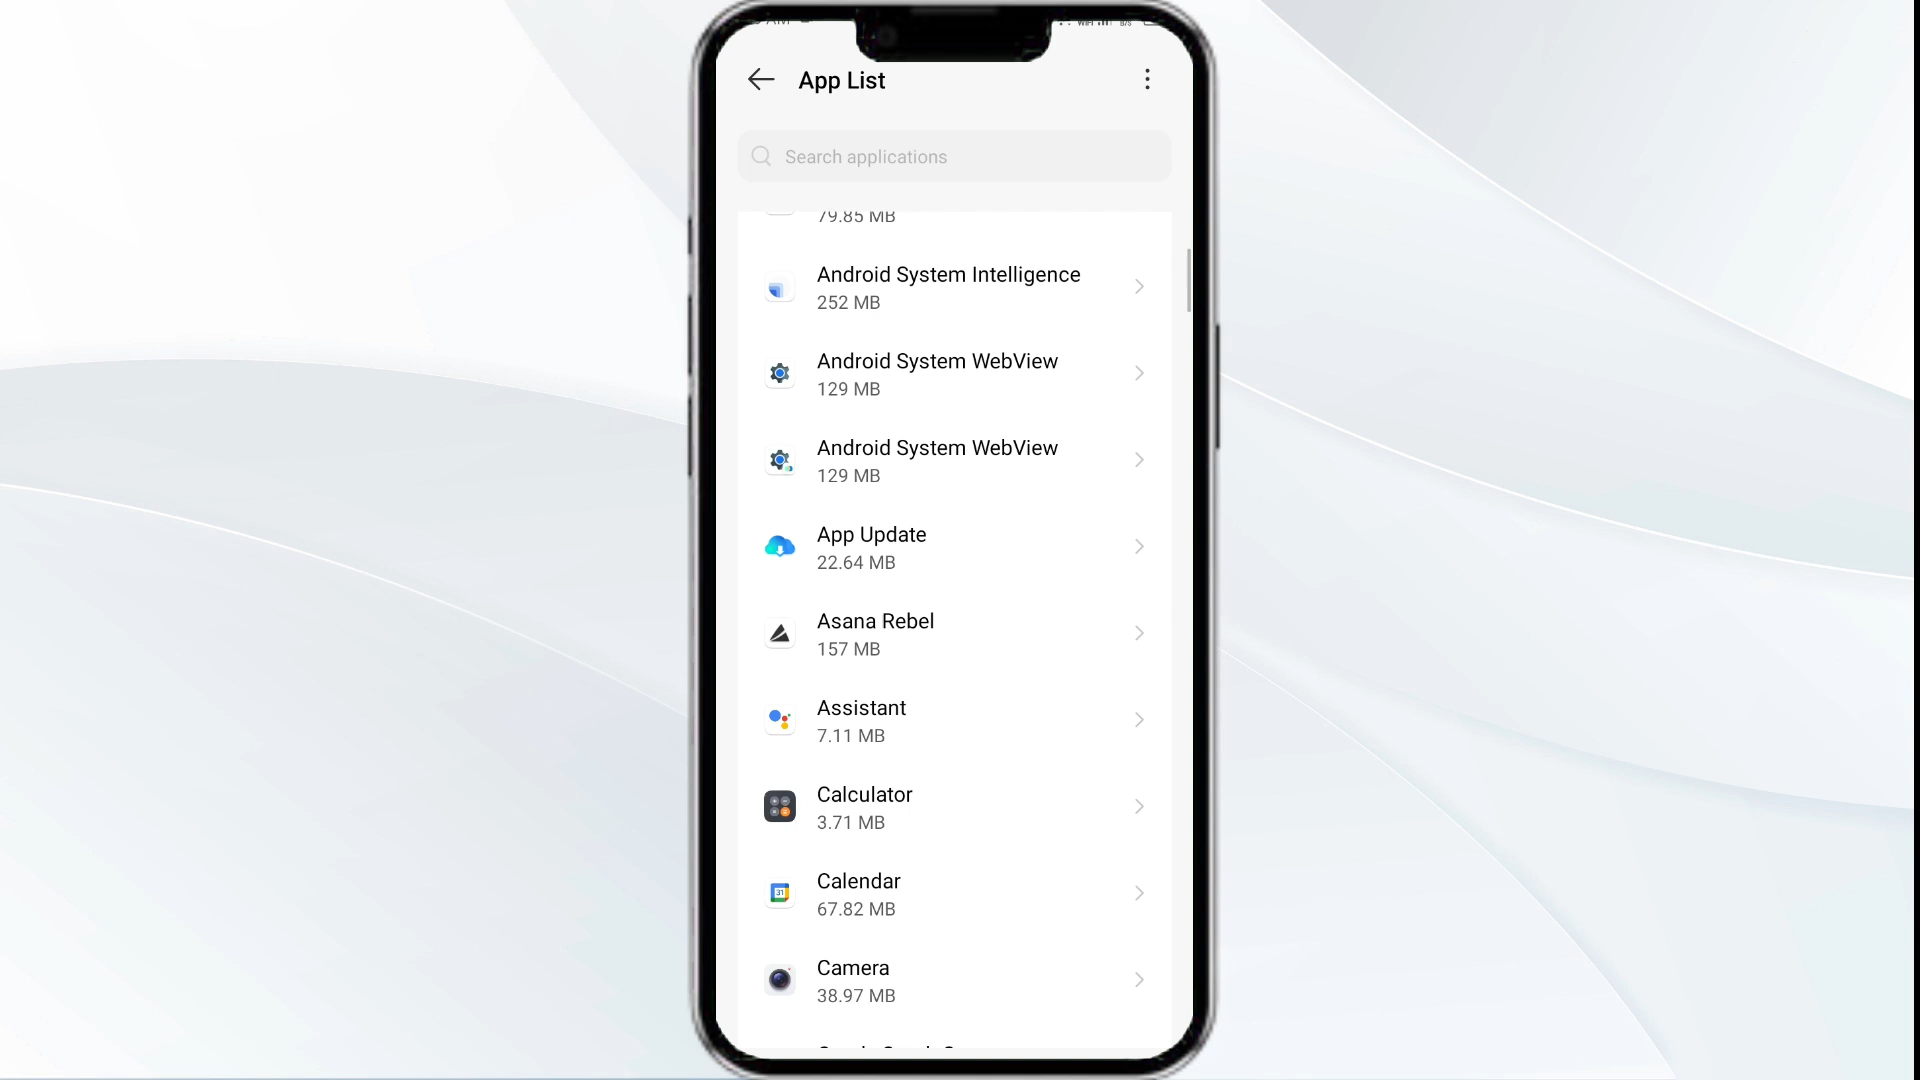 App List
Search applications
79.85 MB
Android System Intelligence
252 MB
Android System WebView
129 MB
Android System WebView
129 MB
App Update
22.64 MB
Asana Rebel
157 MB
Assistant
7.11 MB
Calculator
3.71 MB
31
Calendar
67.82 MB
Camera
38.97 MB